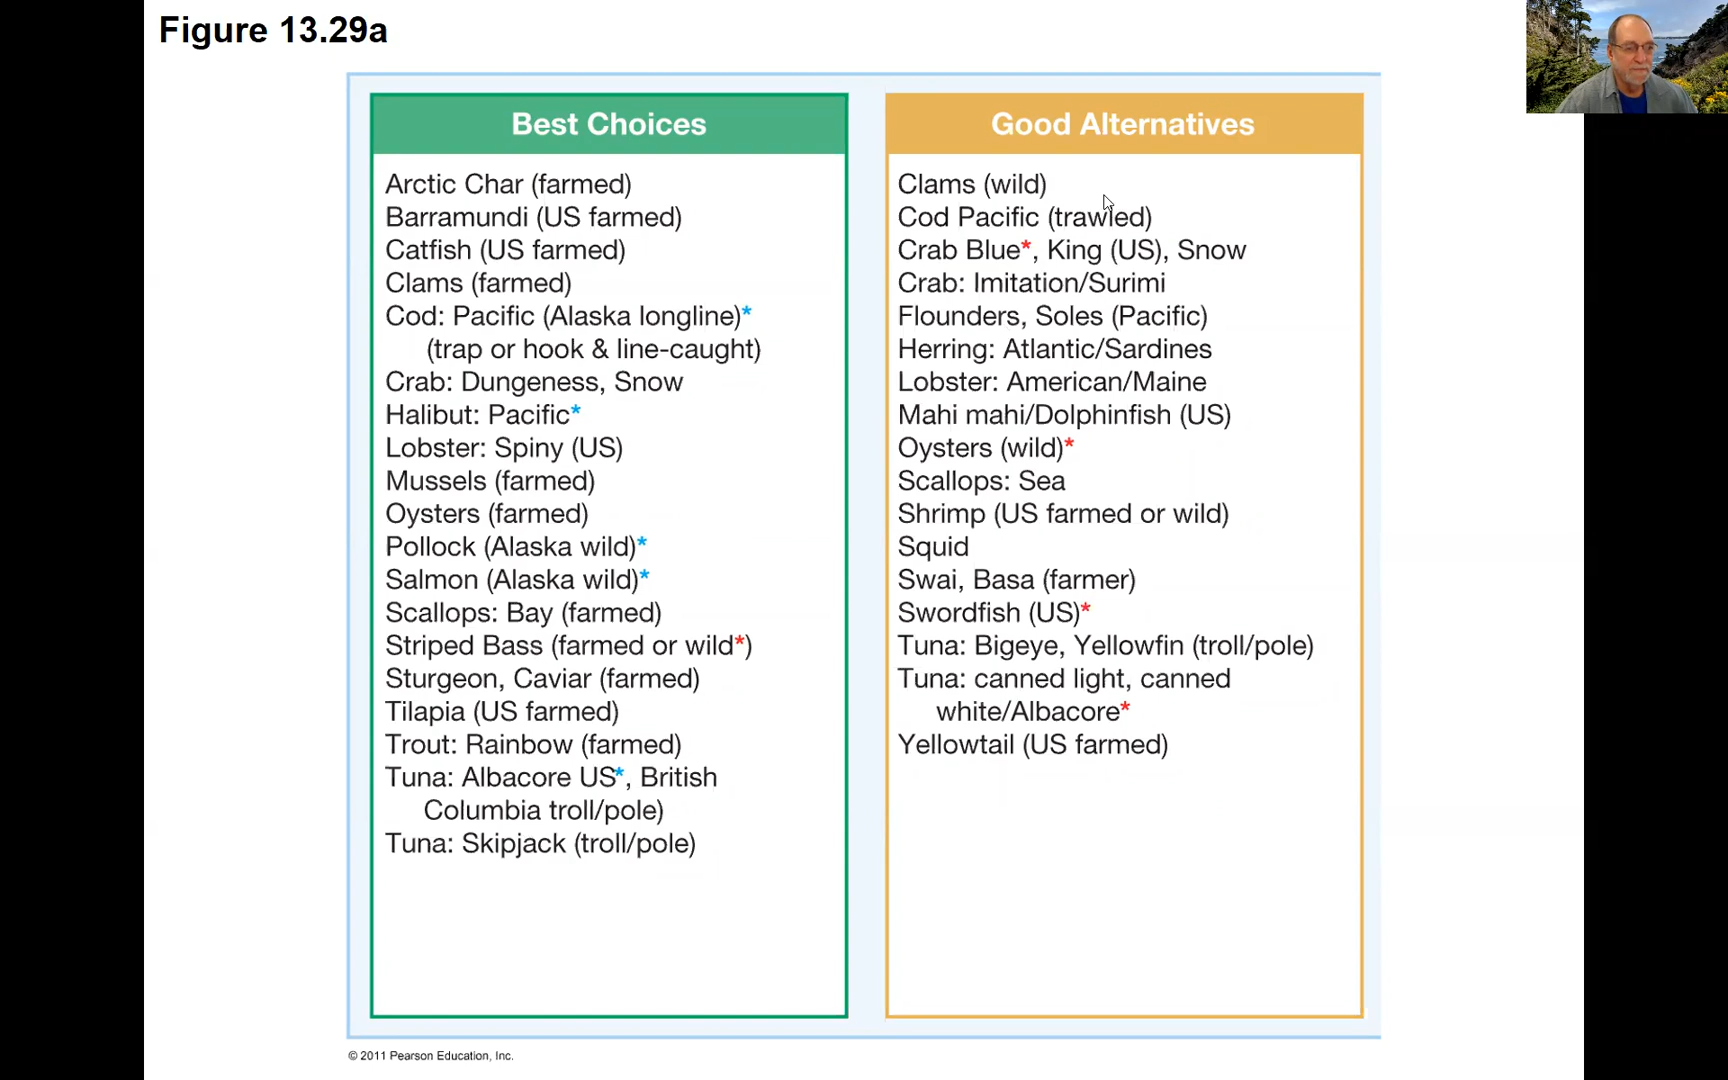 Figure 13.29a
Best Choices
Arctic Char (farmed)
Barramundi (US farmed)
Catfish (US farmed)
Clams (farmed)
Cod: Pacific (Alaska longline)*
(trap or hook & line-caught)
Crab: Dungeness, Snow
Halibut: Pacific*
Lobster: Spiny (US)
Mussels (farmed)
Oysters (farmed)
Pollock (Alaska wild)*
Salmon (Alaska wild)*
Scallops: Bay (farmed)
Striped Bass (farmed or wild*)
Sturgeon, Caviar (farmed)
Tilapia (US farmed)
Trout: Rainbow (farmed)
Tuna: Albacore US*, British
Columbia troll/pole)
Tuna: Skipjack (troll/pole)
Good Alternatives
Clams (wild)
Cod Pacific (trawled)
Crab Blue*, King (US), Snow
Crab: Imitation/Surimi
Flounders, Soles (Pacific)
Herring: Atlantic/Sardines
Lobster: American/Maine
Mahi mahi/Dolphinfish (US)
Oysters (wild)*
Scallops: Sea
Shrimp (US farmed or wild)
Squid
Swai, Basa (farmer)
Swordfish (US)*
Tuna: Bigeye, Yellowfin (troll/pole)
Tuna: canned light, canned
white/Albacore*
Yellowtail (US farmed)
© 2011 Pearson Education, Inc.